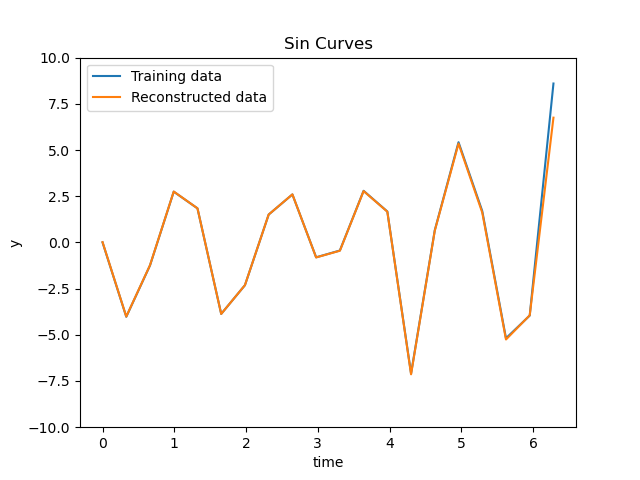 Sin Curves
Training data
Reconstructed data
10.0
7.5
5.0
2.5
0.0
−2.5
−5.0
−7.5
−10.0
y
0 1 2 3 4 5 6
time